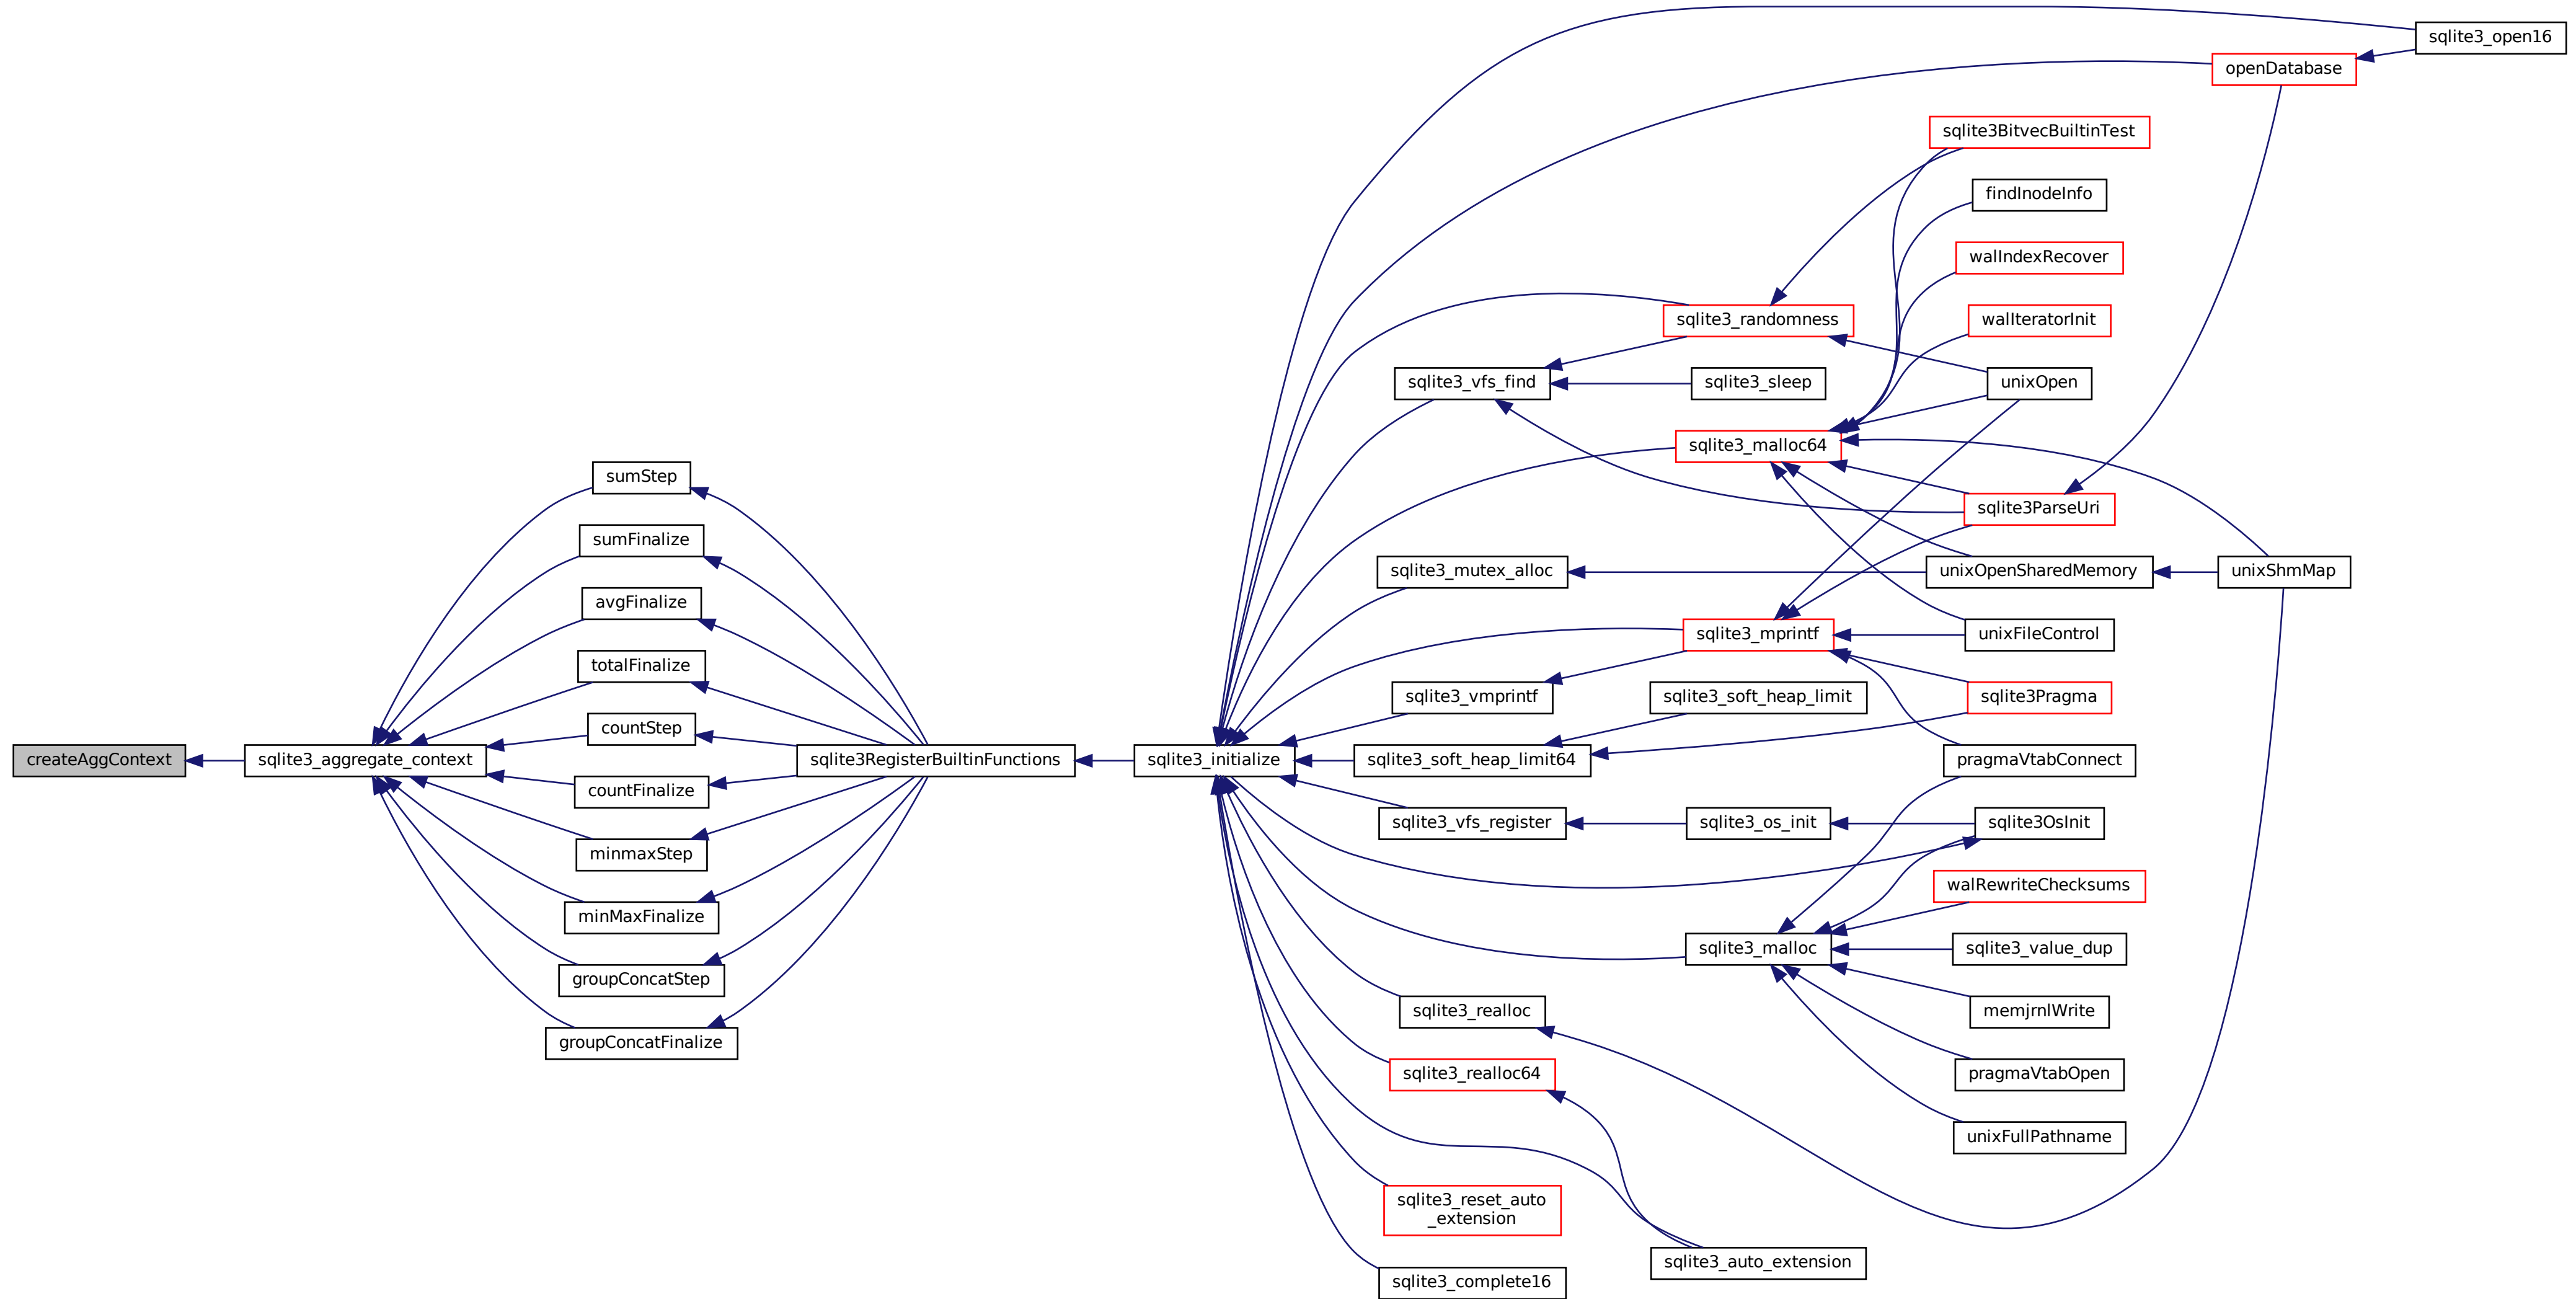 createAggContext
sqlite3_aggregate_context
sumStep
sumFinalize
avgFinalize
totalFinalize
countStep
countFinalize
minmaxStep
minMaxFinalize
groupConcatStep
groupConcatFinalize
sqlite3RegisterBuiltinFunctions
sqlite3_initialize
sqlite3_vfs_find
sqlite3_mutex_alloc
sqlite3_vmprintf
sqlite3_soft_heap_limit64
sqlite3_vfs_register
sqlite3_realloc
sqlite3_realloc64
sqlite3_reset_auto
_extension
sqlite3_complete16
sqlite3_randomness
sqlite3_sleep
sqlite3_malloc64
sqlite3_mprintf
sqlite3_soft_heap_limit
sqlite3_os_init
sqlite3_malloc
sqlite3_auto_extension
sqlite3BitvecBuiltinTest
findInodeInfo
walIndexRecover
walIteratorInit
unixOpen
sqlite3ParseUri
unixOpenSharedMemory
unixFileControl
sqlite3Pragma
pragmaVtabConnect
sqlite3OsInit
walRewriteChecksums
sqlite3_value_dup
memjrnlWrite
pragmaVtabOpen
unixFullPathname
openDatabase
unixShmMap
sqlite3_open16